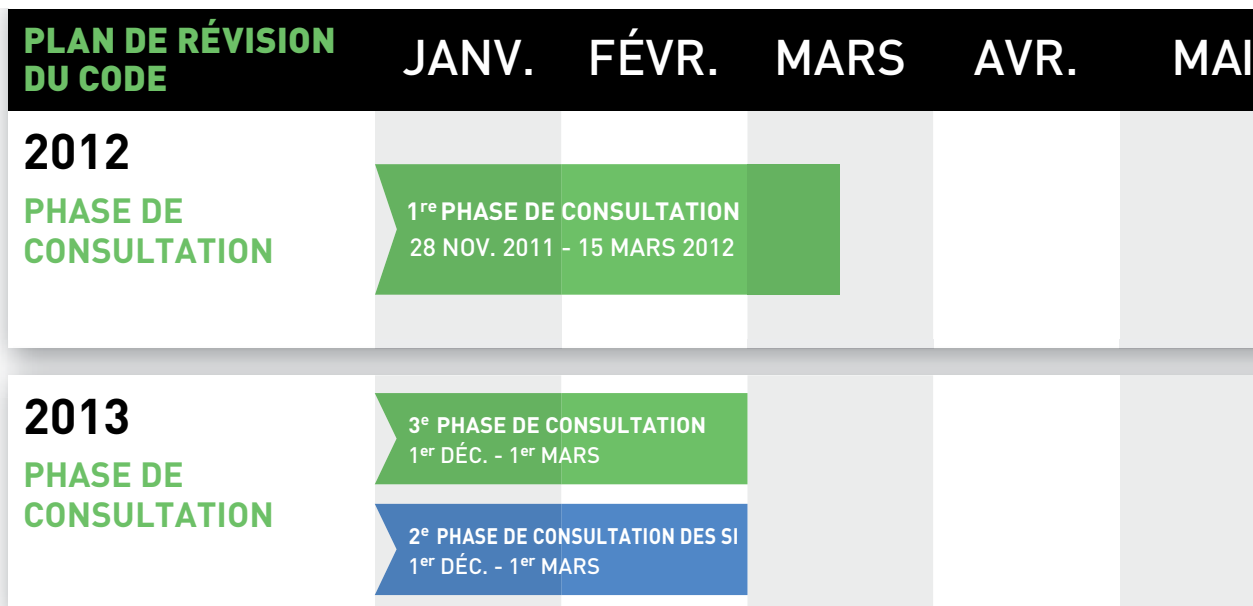 PLAN DE RÉVISION
DU CODE
JANV. FÉVR. MARS AVR. MAI
2012
PHASE DE
CONSULTATION
1re PHASE DE CONSULTATION
28 NOV. 2011 - 15 MARS 2012
2013
PHASE DE
CONSULTATION
3e PHASE DE CONSULTATION
1er DÉC. - 1er MARS
2e PHASE DE CONSULTATION DES SI
1er DÉC. - 1er MARS